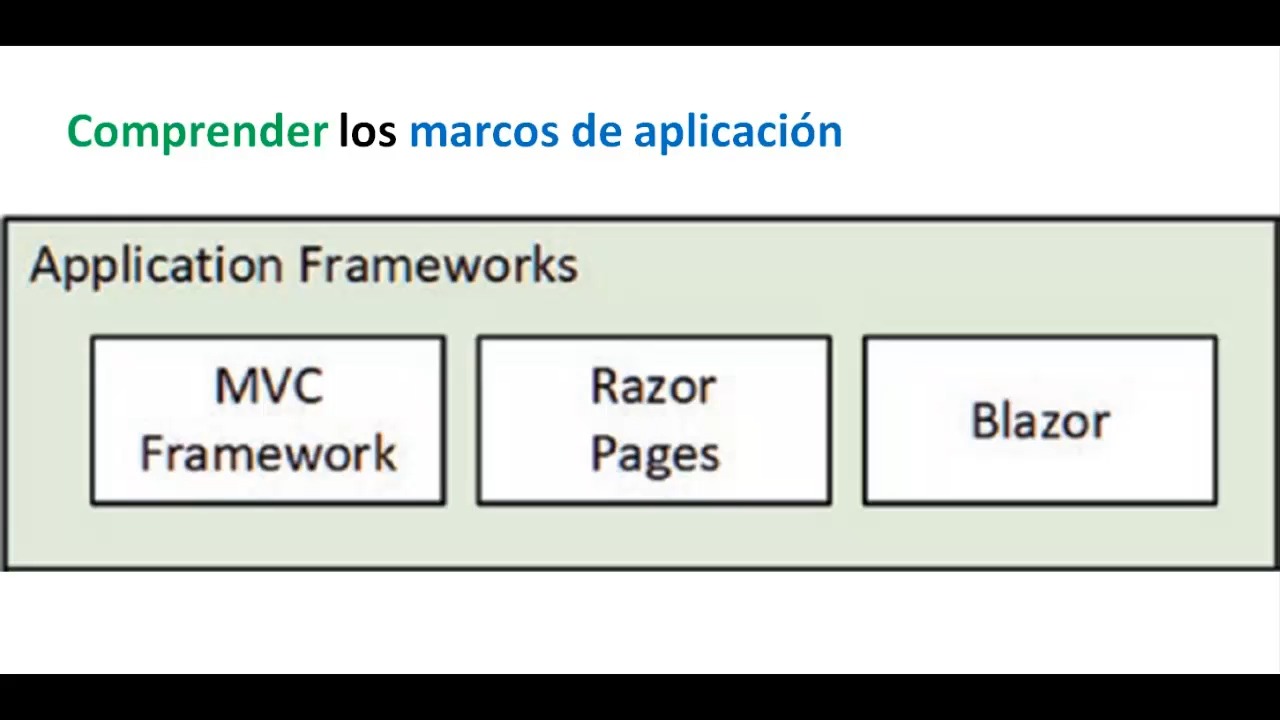 Comprender los marcos de aplicación
Application Frameworks
MVC
Framework
Razor
Pages
Blazor